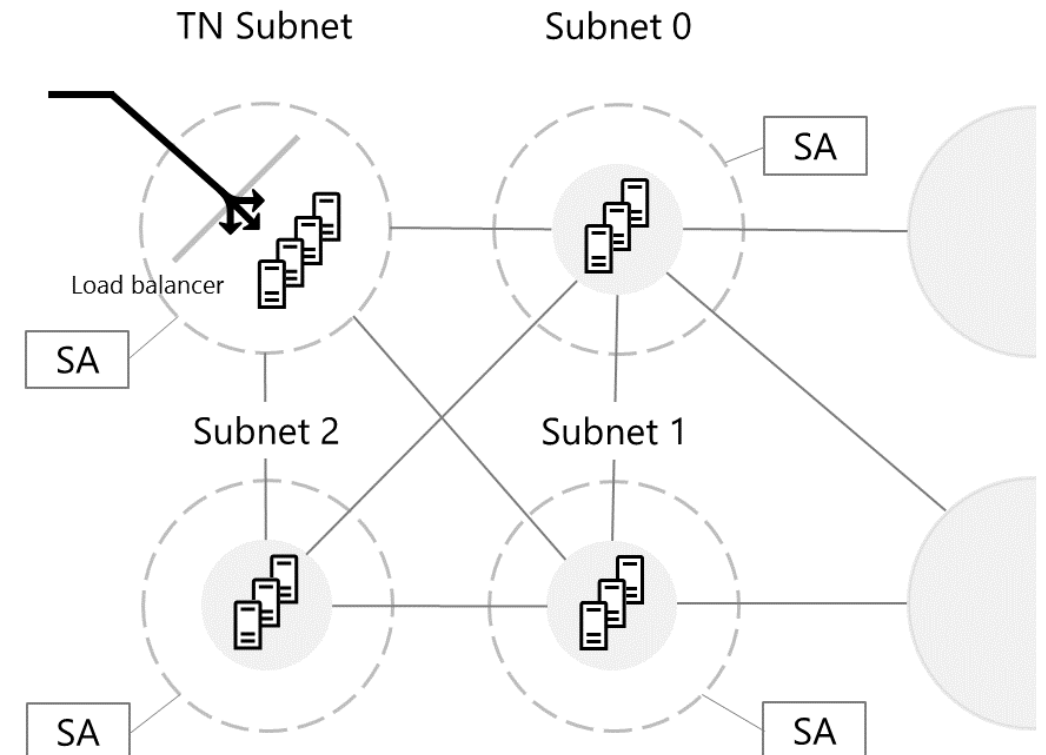 TN Subnet
Subnet 0
SA
Load balancer
SA
Subnet 2
Subnet 1
SA
SA